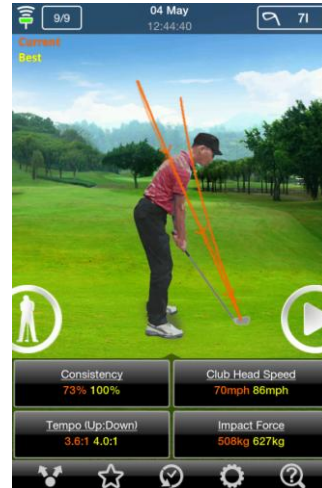 9/9
04 May
12:44:40
7I
Current
Best
Consistency
73% 100%
Club Head Speed
70mph 86mph
Tempo (Up:Down)
3.6:1 4.0:1
Impact Force
508kg 627kg